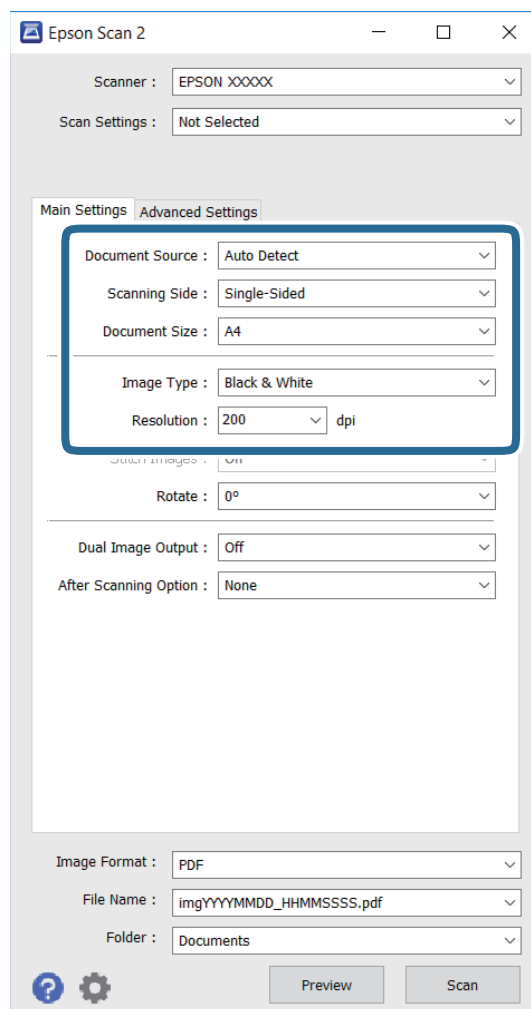 Epson Scan 2
Scanner : EPSON XXXXX
Scan Settings : Not Selected
Main Settings Advanced Settings
Document Source : Auto Detect
Scanning Side : Single-Sided
Document Size : A4
Image Type : Black & White
Resolution : 200 dpi
Rotate : 0°
Dual Image Output : Off
After Scanning Option : None
Image Format : PDF
File Name : imgYYYYMMDD_HHMMSSSS.pdf
Folder : Documents
? Preview Scan